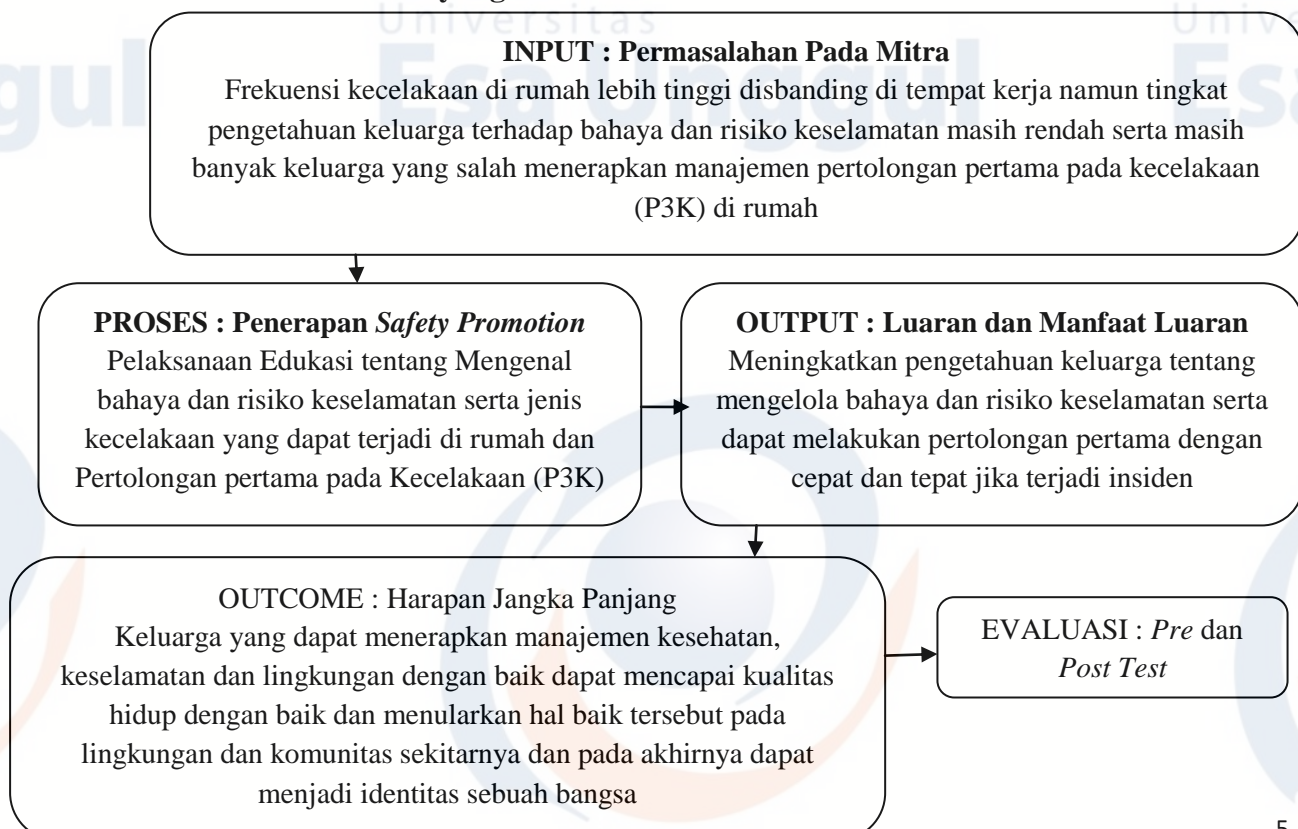 Universitas
Esa Unggul
INPUT : Permasalahan Pada Mitra
Frekuensi kecelakaan di rumah lebih tinggi disbanding di tempat kerja namun tingkat
pengetahuan keluarga terhadap bahaya dan risiko keselamatan masih rendah serta masih
banyak keluarga yang salah menerapkan manajemen pertolongan pertama pada kecelakaan
(P3K) di rumah
PROSES : Penerapan Safety Promotion
Pelaksanaan Edukasi tentang Mengenal
bahaya dan risiko keselamatan serta jenis
kecelakaan yang dapat terjadi di rumah dan
Pertolongan pertama pada Kecelakaan (P3K)
OUTPUT : Luaran dan Manfaat Luaran
Meningkatkan pengetahuan keluarga tentang
mengelola bahaya dan risiko keselamatan serta
dapat melakukan pertolongan pertama dengan
cepat dan tepat jika terjadi insiden
OUTCOME : Harapan Jangka Panjang
Keluarga yang dapat menerapkan manajemen kesehatan,
keselamatan dan lingkungan dengan baik dapat mencapai kualitas
hidup dengan baik dan menularkan hal baik tersebut pada
lingkungan dan komunitas sekitarnya dan pada akhirnya dapat
menjadi identitas sebuah bangsa
EVALUASI : Pre dan
Post Test